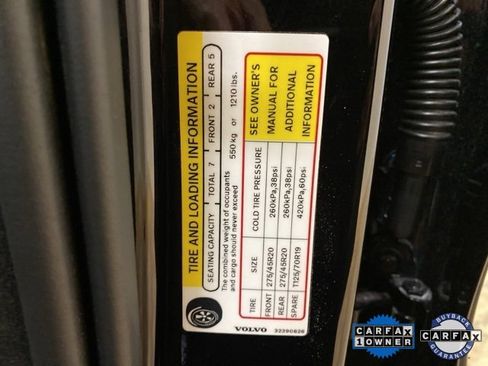 TIRE AND LOADING INFORMATION
SEATING CAPACITY TOTAL 7 FRONT 2 REAR 5
The combined weight of occupants
and cargo should never exceed 550 kg or 1210 lbs.
TIRE SIZE COLD TIRE PRESSURE
FRONT 275/45R20 260kPa,38psi
REAR 275/45R20 260kPa,38psi
SPARE T125/70R19 420kPa,60psi
SEE OWNER'S
MANUAL FOR
ADDITIONAL
INFORMATION
VOLVO 32290826
CARFAX
1 OWNER
BUYBACK
CARFAX
GUARANTEE